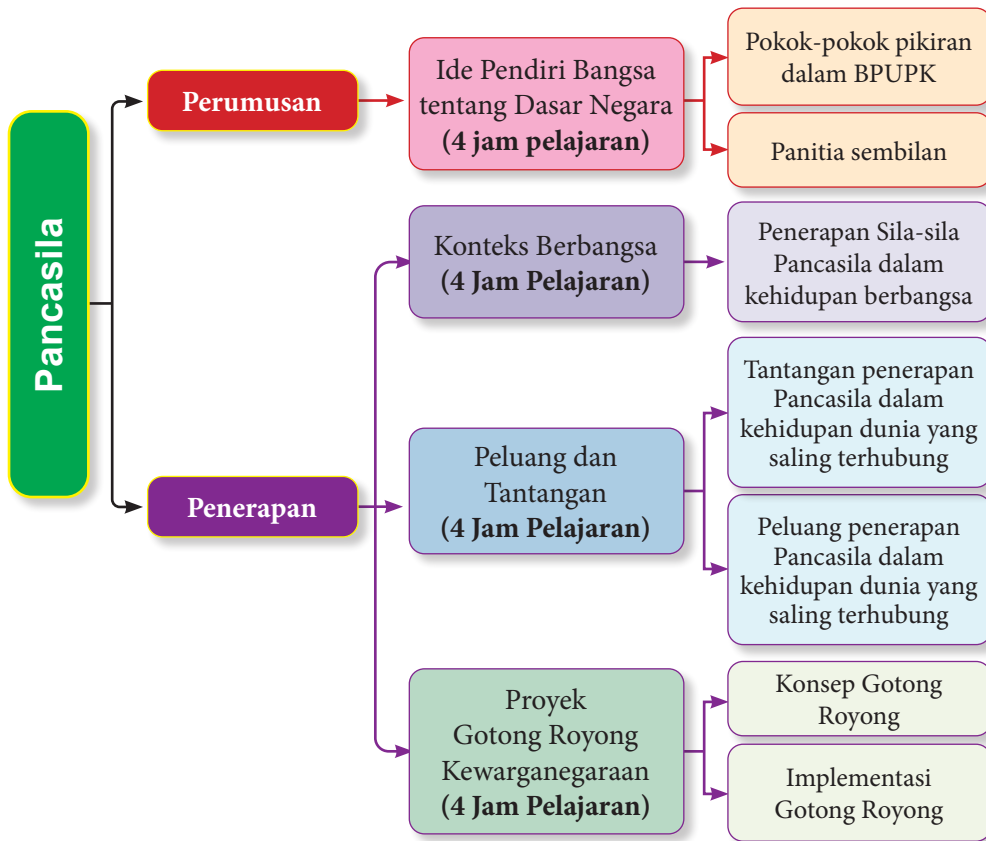 Pancasila
Perumusan
Ide Pendiri Bangsa
tentang Dasar Negara
(4 jam pelajaran)
Pokok-pokok pikiran
dalam BPUPK
Panitia sembilan
Penerapan
Konteks Berbangsa
(4 Jam Pelajaran)
Penerapan Sila-sila
Pancasila dalam
kehidupan berbangsa
Peluang dan
Tantangan
(4 Jam Pelajaran)
Tantangan penerapan
Pancasila dalam
kehidupan dunia yang
saling terhubung
Peluang penerapan
Pancasila dalam
kehidupan dunia yang
saling terhubung
Proyek
Gotong Royong
Kewarganegaraan
(4 Jam Pelajaran)
Konsep Gotong
Royong
Implementasi
Gotong Royong